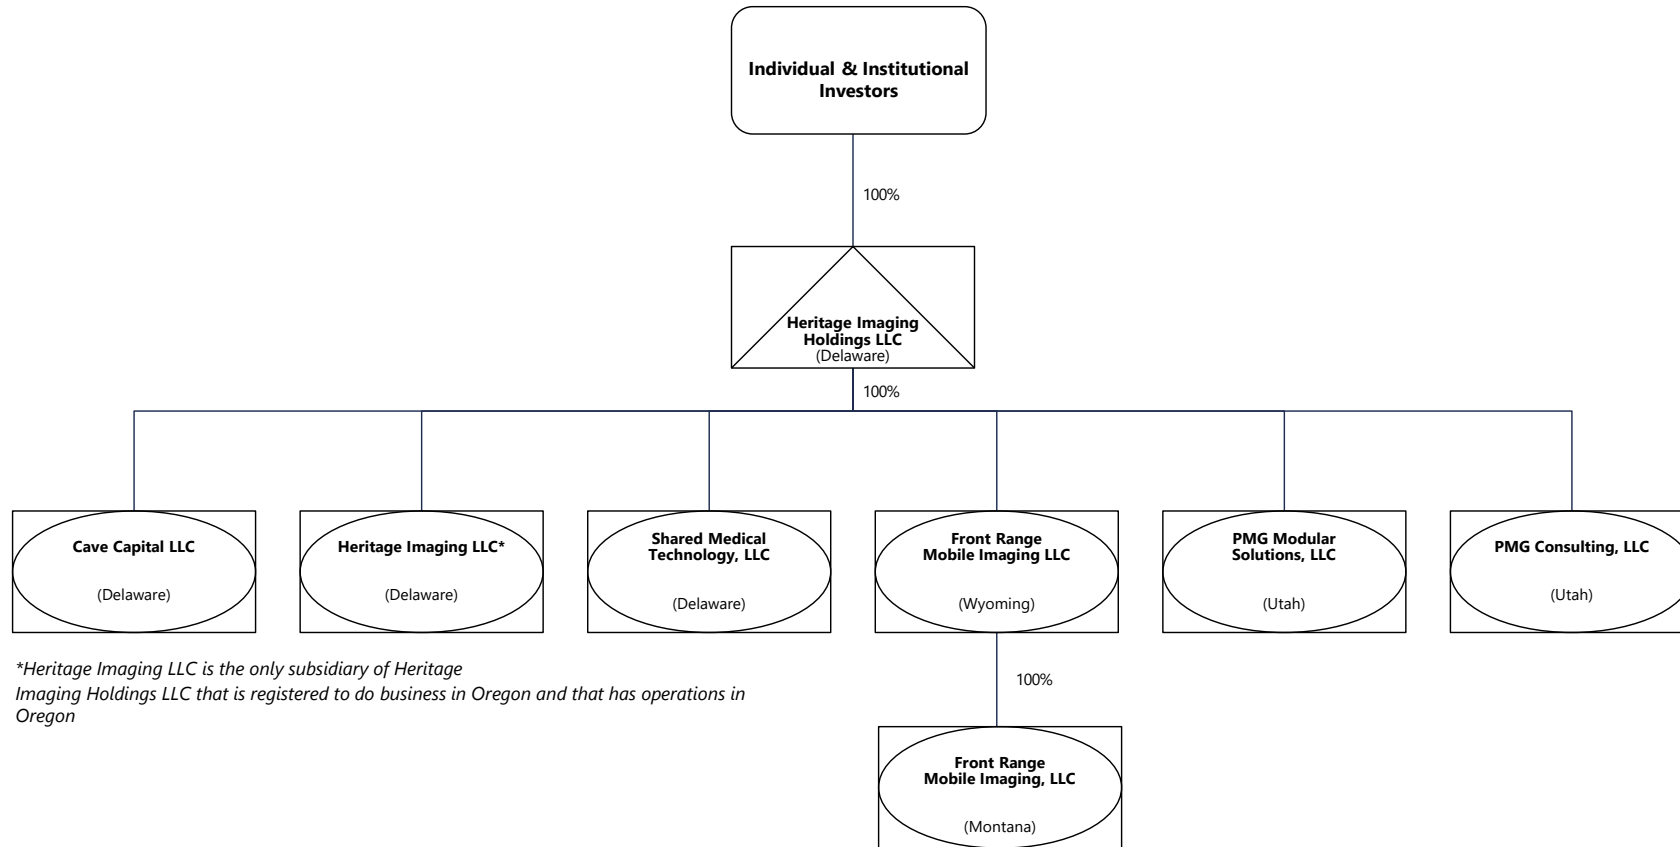 Individual & Institutional
Investors
100%
Heritage Imaging
Holdings LLC
(Delaware)
100%
Cave Capital LLC
(Delaware)
Heritage Imaging LLC*
(Delaware)
Shared Medical
Technology, LLC
(Delaware)
Front Range
Mobile Imaging LLC
(Wyoming)
PMG Modular
Solutions, LLC
(Utah)
PMG Consulting, LLC
(Utah)
*Heritage Imaging LLC is the only subsidiary of Heritage
Imaging Holdings LLC that is registered to do business in Oregon and that has operations in
Oregon
100%
Front Range
Mobile Imaging, LLC
(Montana)